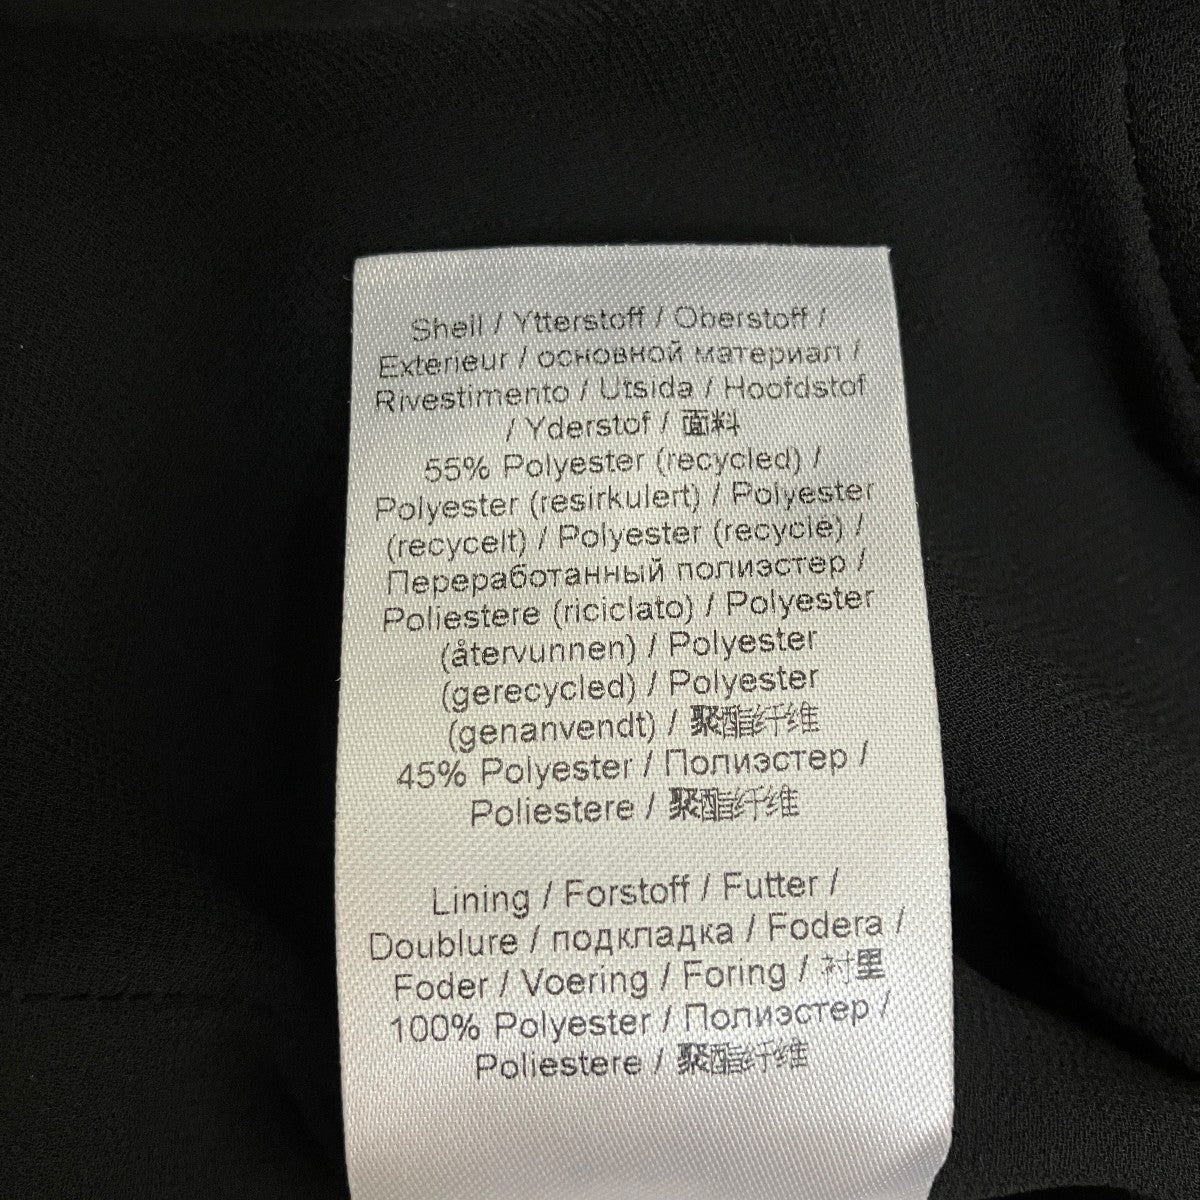 Shell / Ytterstoff / Oberstoff /
Exterieur / основной материал /
Rivestimento / Utsida / Hoofdstof
/ Yderstof / 面料
55% Polyester (recycled) /
Polyester (resirkulert) / Polyester
(recycelt) / Polyester (recycle) /
Переработанный полиэстер /
Poliestere (riciclato) / Polyester
(återvunnen) / Polyester
(gerecycled) / Polyester
(genanvendt) / 聚酯纤维
45% Polyester / Полиэстер /
Poliestere / 聚酯纤维
Lining / Forstoff / Futter /
Doublure / подкладка / Fodera /
Foder / Voering / Foring / 衬里
100% Polyester / Полиэстер /
Poliestere / 聚酯纤维